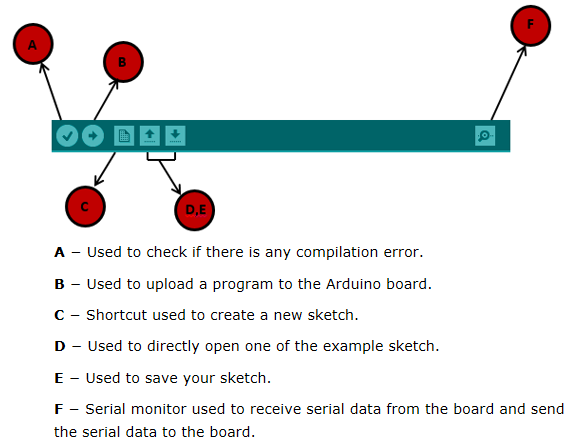 A
B
F
C
D,E
A – Used to check if there is any compilation error.
B – Used to upload a program to the Arduino board.
C – Shortcut used to create a new sketch.
D – Used to directly open one of the example sketch.
E – Used to save your sketch.
F – Serial monitor used to receive serial data from the board and send
the serial data to the board.